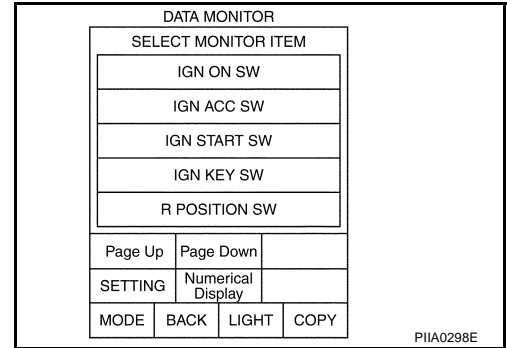 DATA MONITOR
SELECT MONITOR ITEM
IGN ON SW
IGN ACC SW
IGN START SW
IGN KEY SW
R POSITION SW
Page Up Page Down
SETTING Numerical Display
MODE BACK LIGHT COPY
PIIA0298E